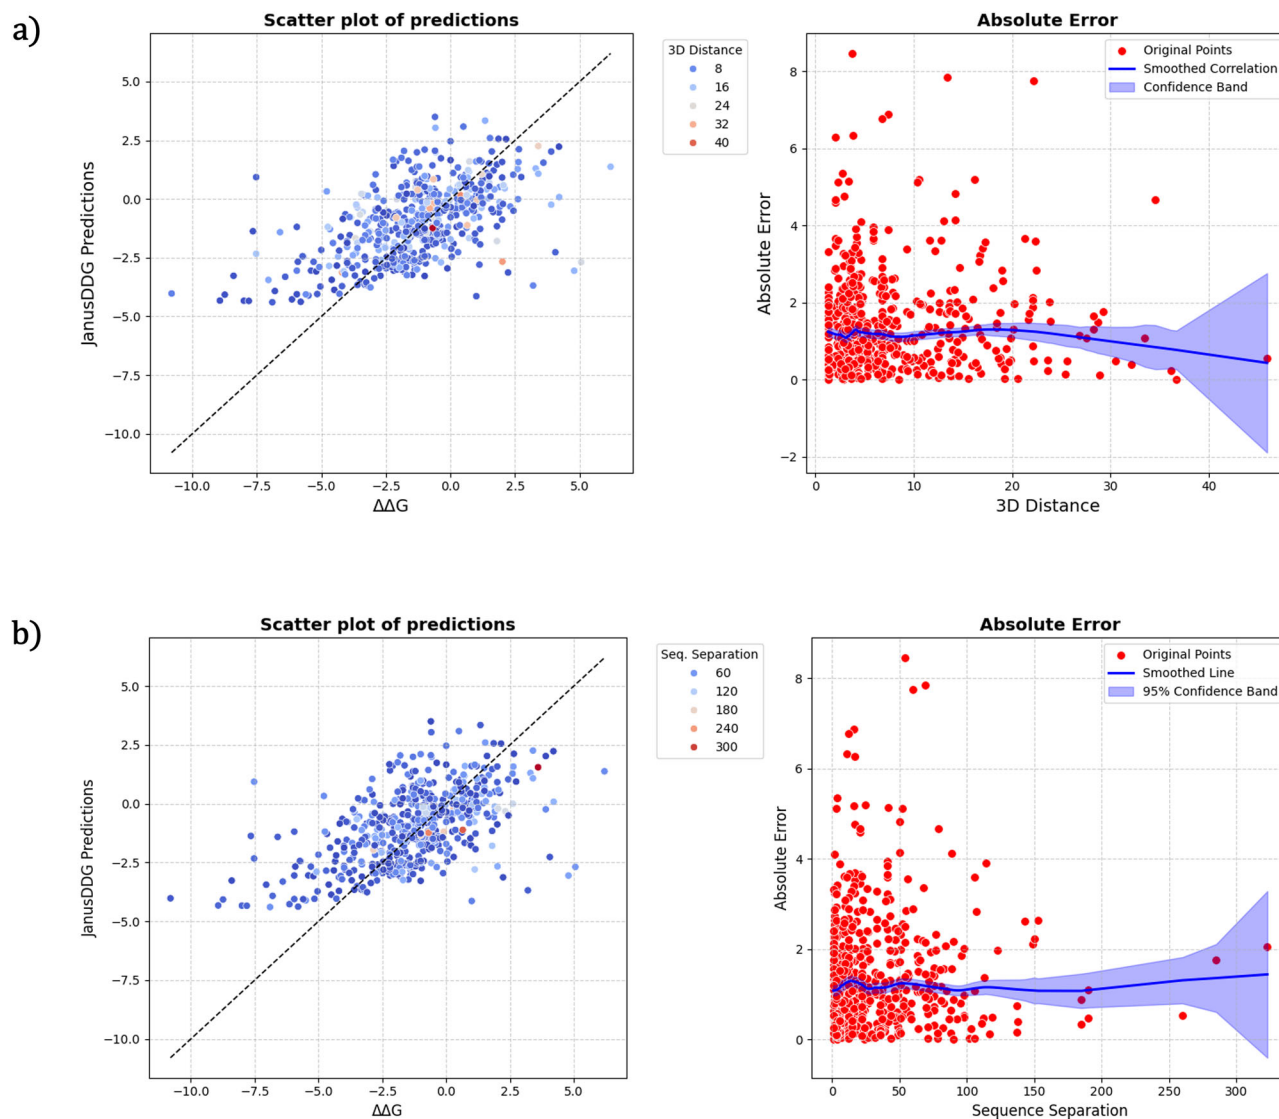 a)
Scatter plot of predictions
JanusDDG Predictions
5.0
2.5
0.0
−2.5
−5.0
−7.5
−10.0
−10.0 −7.5 −5.0 −2.5 0.0 2.5 5.0
ΔΔG
3D Distance
8
16
24
32
40
Absolute Error
Absolute Error
8
6
4
2
0
−2
0 10 20 30 40
3D Distance
Original Points
Smoothed Correlation
Confidence Band
b)
Scatter plot of predictions
JanusDDG Predictions
5.0
2.5
0.0
−2.5
−5.0
−7.5
−10.0
−10.0 −7.5 −5.0 −2.5 0.0 2.5 5.0
ΔΔG
Seq. Separation
60
120
180
240
300
Absolute Error
Absolute Error
8
6
4
2
0
0 50 100 150 200 250 300
Sequence Separation
Original Points
Smoothed Line
95% Confidence Band